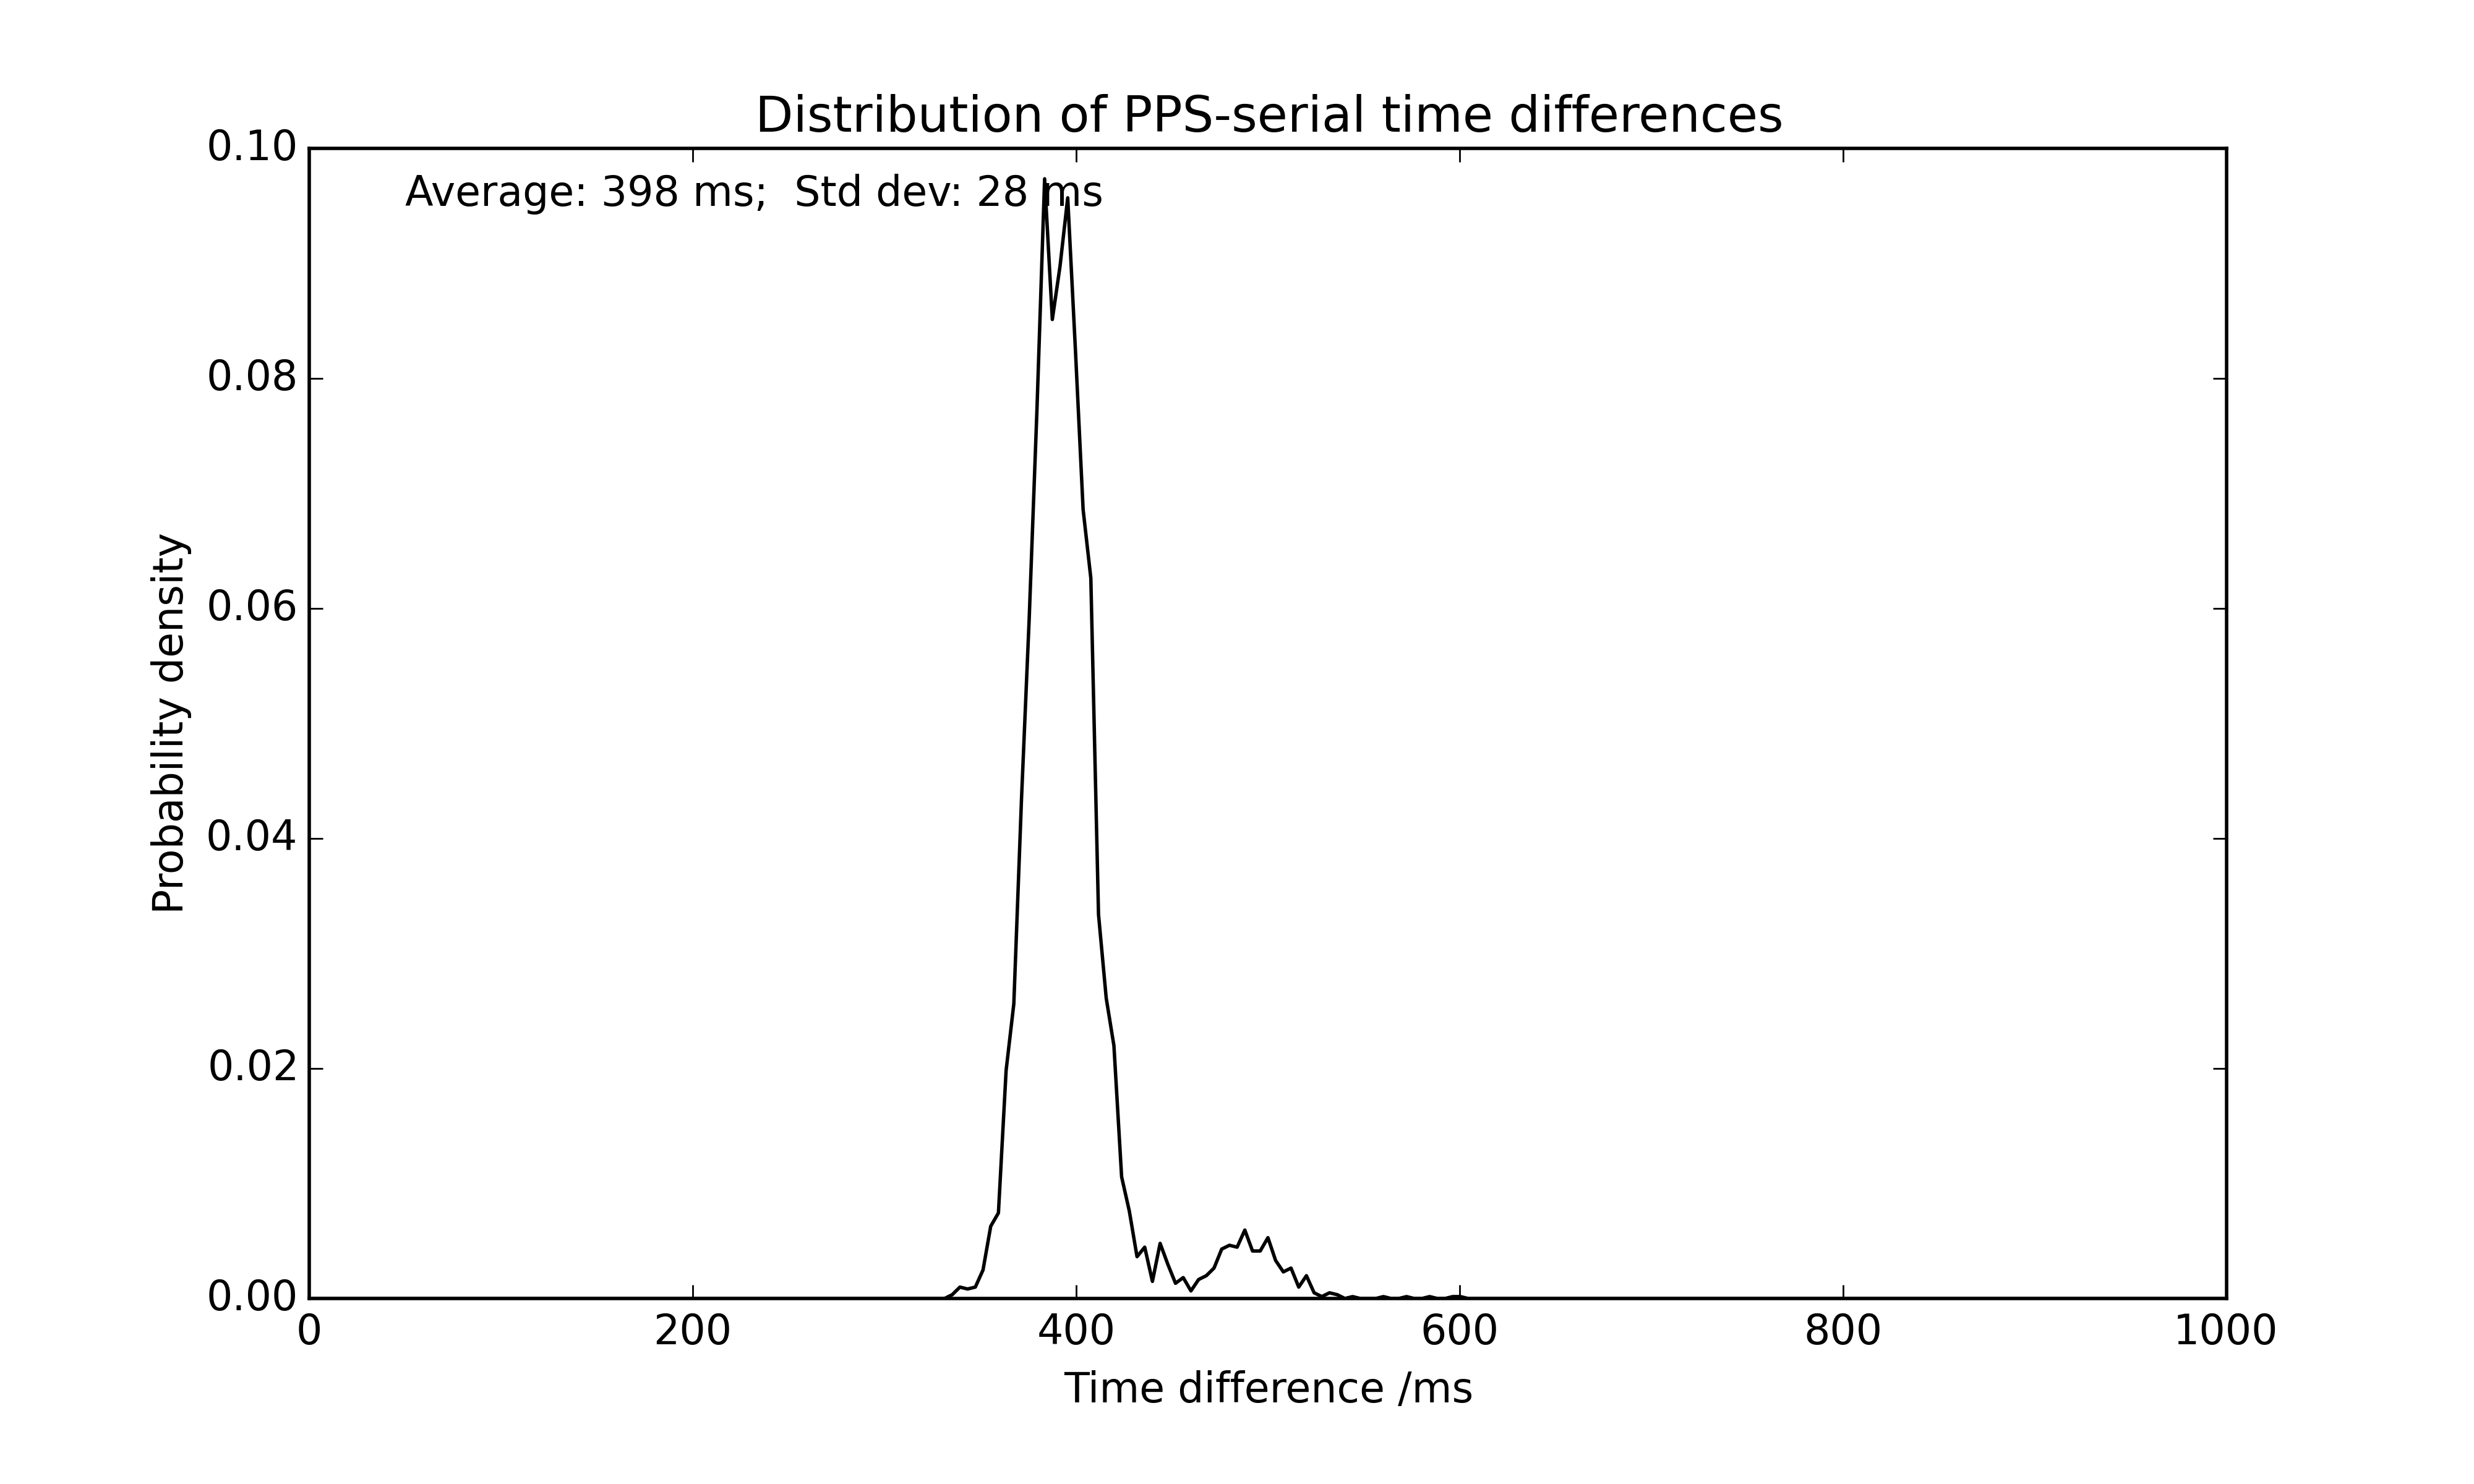 Distribution of PPS-serial time differences
Average: 398 ms;  Std dev: 28 ms
0.10
0.08
0.06
0.04
0.02
0.00
Probability density
0 200 400 600 800 1000
Time difference /ms